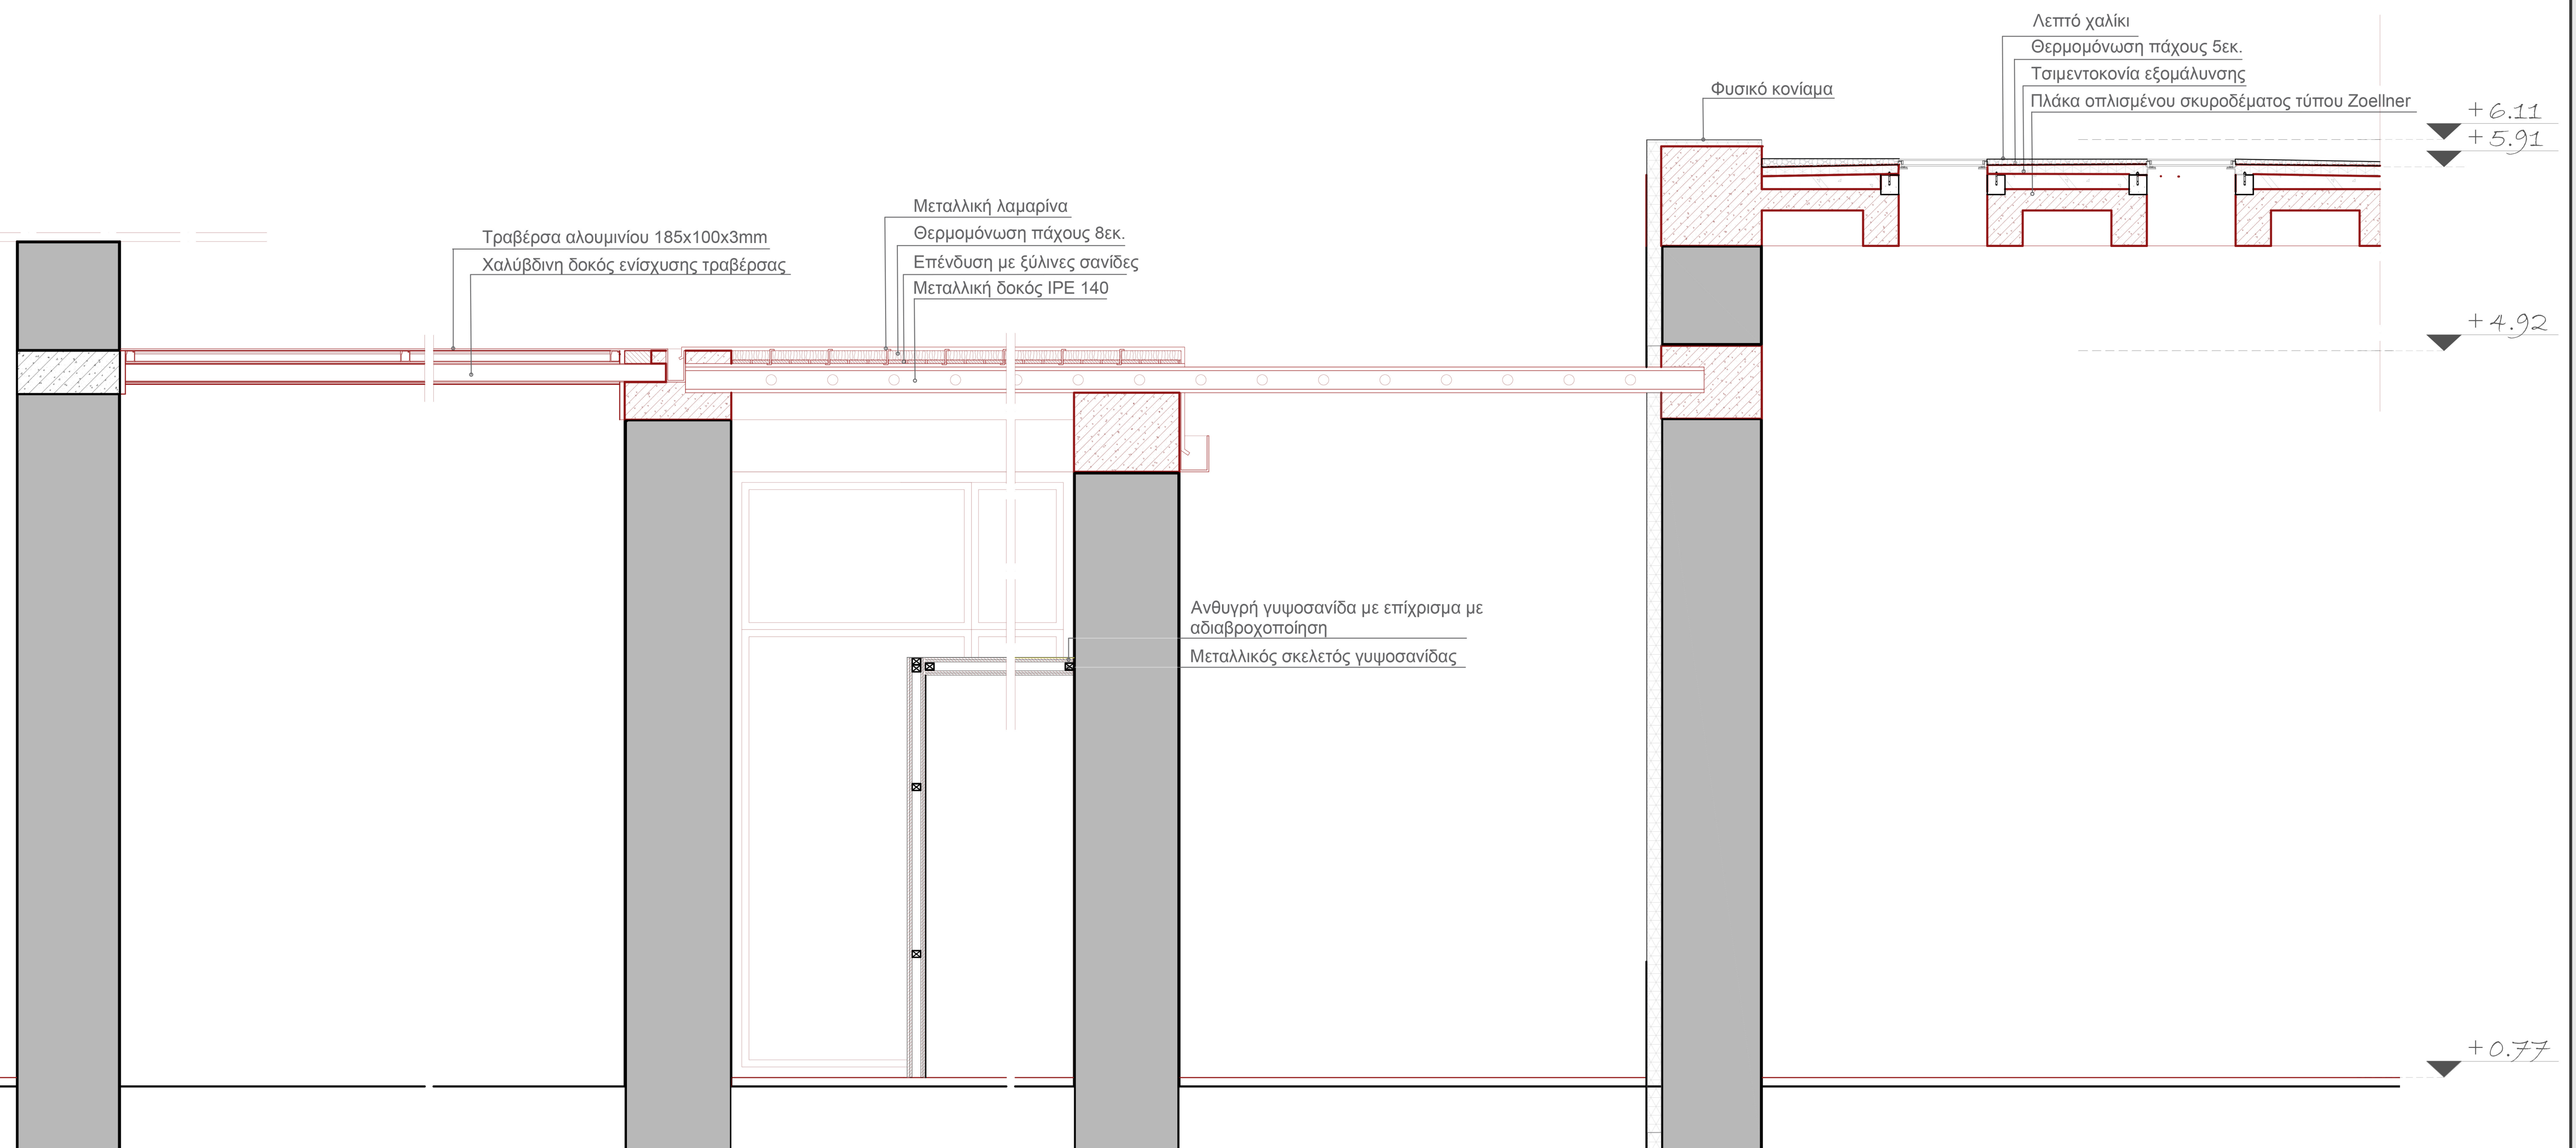 Λεπτό χαλίκι
Θερμομόνωση πάχους 5εκ.
Τσιμεντοκονία εξομάλυνσης
Πλάκα οπλισμένου σκυροδέματος τύπου Zoellner
Φυσικό κονίαμα
+6.11
+5.91
Μεταλλική λαμαρίνα
Θερμομόνωση πάχους 8εκ.
Επένδυση με ξύλινες σανίδες
Μεταλλική δοκός IPE 140
Τραβέρσα αλουμινίου 185x100x3mm
Χαλύβδινη δοκός ενίσχυσης τραβέρσας
+4.92
Ανθυγρή γυψοσανίδα με επίχρισμα με
αδιαβροχοποίηση
Μεταλλικός σκελετός γυψοσανίδας
+0.77